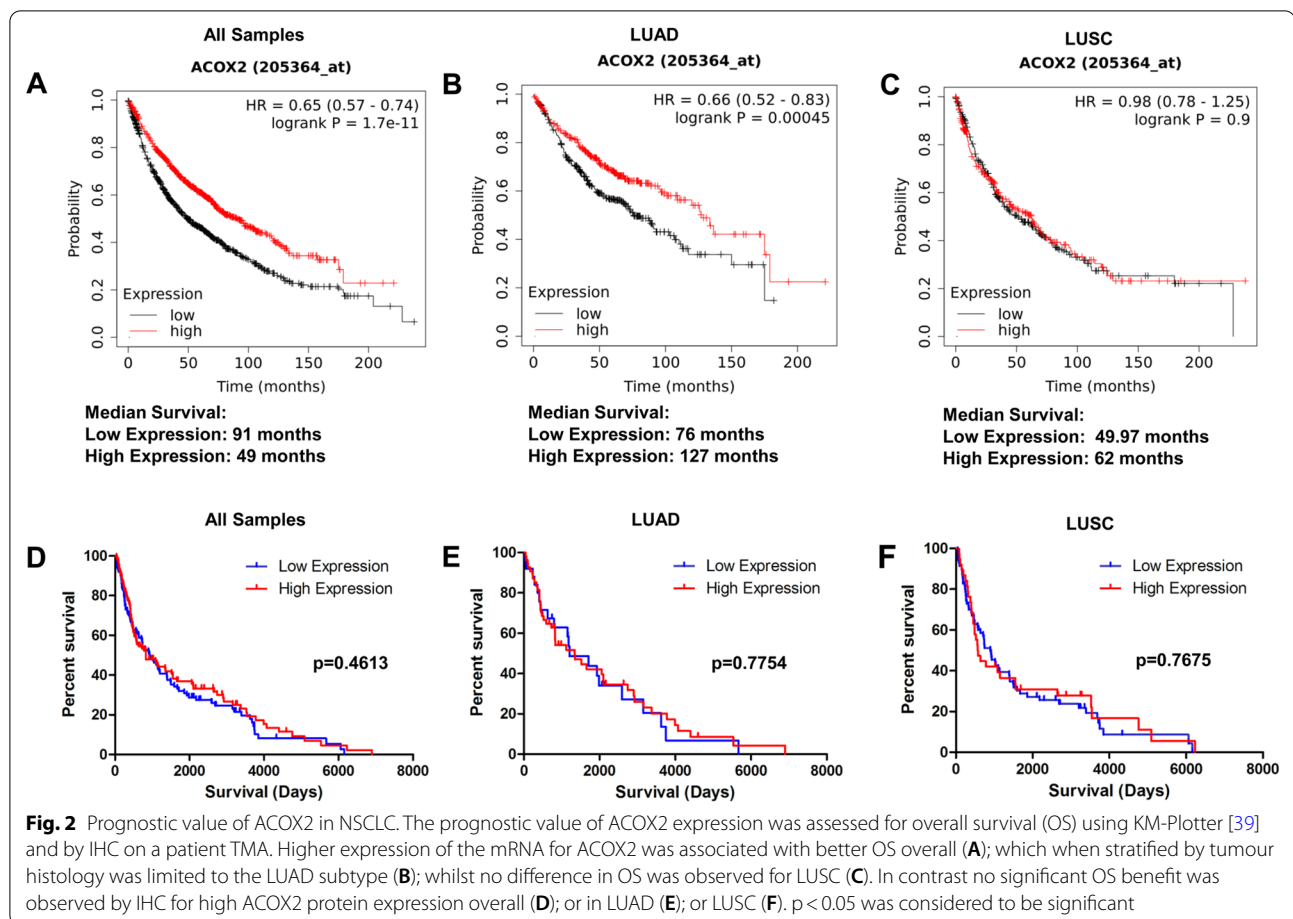 All Samples
ACOX2 (205364_at)
A
HR = 0.65 (0.57 - 0.74)
logrank P = 1.7e-11
Probability
1.0
0.8
0.6
0.4
0.2
0.0
Expression
low
high
0 50 100 150 200
Time (months)
Median Survival:
Low Expression: 91 months
High Expression: 49 months
LUAD
ACOX2 (205364_at)
B
HR = 0.66 (0.52 - 0.83)
logrank P = 0.00045
Probability
1.0
0.8
0.6
0.4
0.2
0.0
Expression
low
high
0 50 100 150 200
Time (months)
Median Survival:
Low Expression: 76 months
High Expression: 127 months
LUSC
ACOX2 (205364_at)
C
HR = 0.98 (0.78 - 1.25)
logrank P = 0.9
Probability
1.0
0.8
0.6
0.4
0.2
0.0
Expression
low
high
0 50 100 150 200
Time (months)
Median Survival:
Low Expression: 49.97 months
High Expression: 62 months
All Samples
D
Low Expression
High Expression
p=0.4613
Percent survival
100
80
60
40
20
0
0 2000 4000 6000 8000
Survival (Days)
LUAD
E
Low Expression
High Expression
p=0.7754
Percent survival
100
80
60
40
20
0
0 2000 4000 6000 8000
Survival (Days)
LUSC
F
Low Expression
High Expression
p=0.7675
Percent survival
100
80
60
40
20
0
0 2000 4000 6000 8000
Survival (Days)
Fig. 2 Prognostic value of ACOX2 in NSCLC. The prognostic value of ACOX2 expression was assessed for overall survival (OS) using KM-Plotter [39]
and by IHC on a patient TMA. Higher expression of the mRNA for ACOX2 was associated with better OS overall (A); which when stratified by tumour
histology was limited to the LUAD subtype (B); whilst no difference in OS was observed for LUSC (C). In contrast no significant OS benefit was
observed by IHC for high ACOX2 protein expression overall (D); or in LUAD (E); or LUSC (F). p < 0.05 was considered to be significant